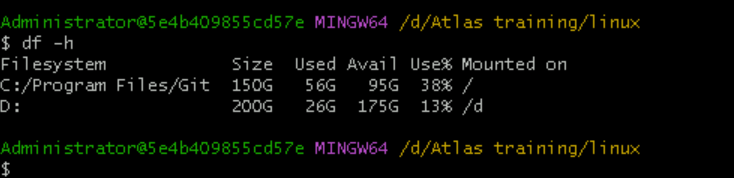 Administrator@5e4b409855cd57e MINGW64 /d/Atlas training/linux
$ df -h
Filesystem            Size  Used Avail Use% Mounted on
C:/Program Files/Git  150G   56G   95G  38% /
D:                    200G   26G  175G  13% /d
Administrator@5e4b409855cd57e MINGW64 /d/Atlas training/linux
$